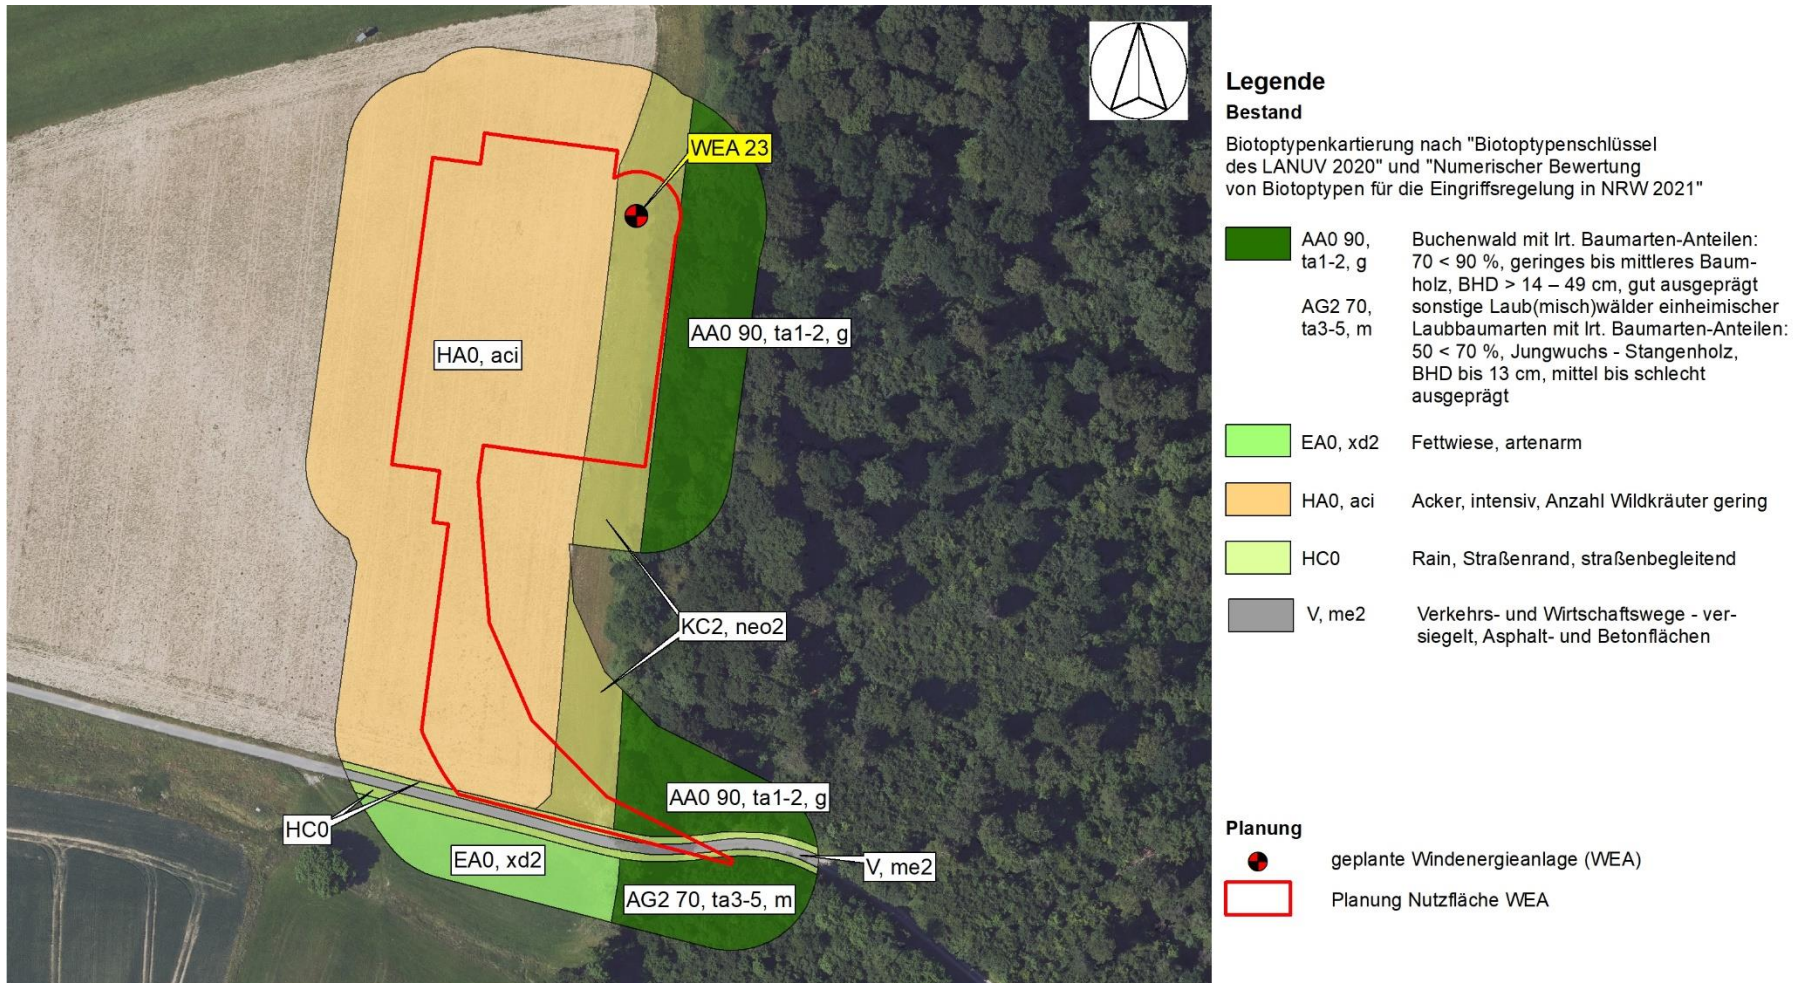 WEA 23
HA0, aci
AA0 90, ta1-2, g
KC2, neo2
AA0 90, ta1-2, g
HC0
EA0, xd2
V, me2
AG2 70, ta3-5, m
Legende
Bestand
Biotoptypenkartierung nach "Biotoptypenschlüssel
des LANUV 2020" und "Numerischer Bewertung
von Biotoptypen für die Eingriffsregelung in NRW 2021"
AA0 90,
ta1-2, g
Buchenwald mit lrt. Baumarten-Anteilen:
70 < 90 %, geringes bis mittleres Baum-
holz, BHD > 14 – 49 cm, gut ausgeprägt
AG2 70,
ta3-5, m
sonstige Laub(misch)wälder einheimischer
Laubbaumarten mit lrt. Baumarten-Anteilen:
50 < 70 %, Jungwuchs - Stangenholz,
BHD bis 13 cm, mittel bis schlecht
ausgeprägt
EA0, xd2 Fettwiese, artenarm
HA0, aci Acker, intensiv, Anzahl Wildkräuter gering
HC0 Rain, Straßenrand, straßenbegleitend
V, me2 Verkehrs- und Wirtschaftswege - ver-
siegelt, Asphalt- und Betonflächen
Planung
geplante Windenergieanlage (WEA)
Planung Nutzfläche WEA